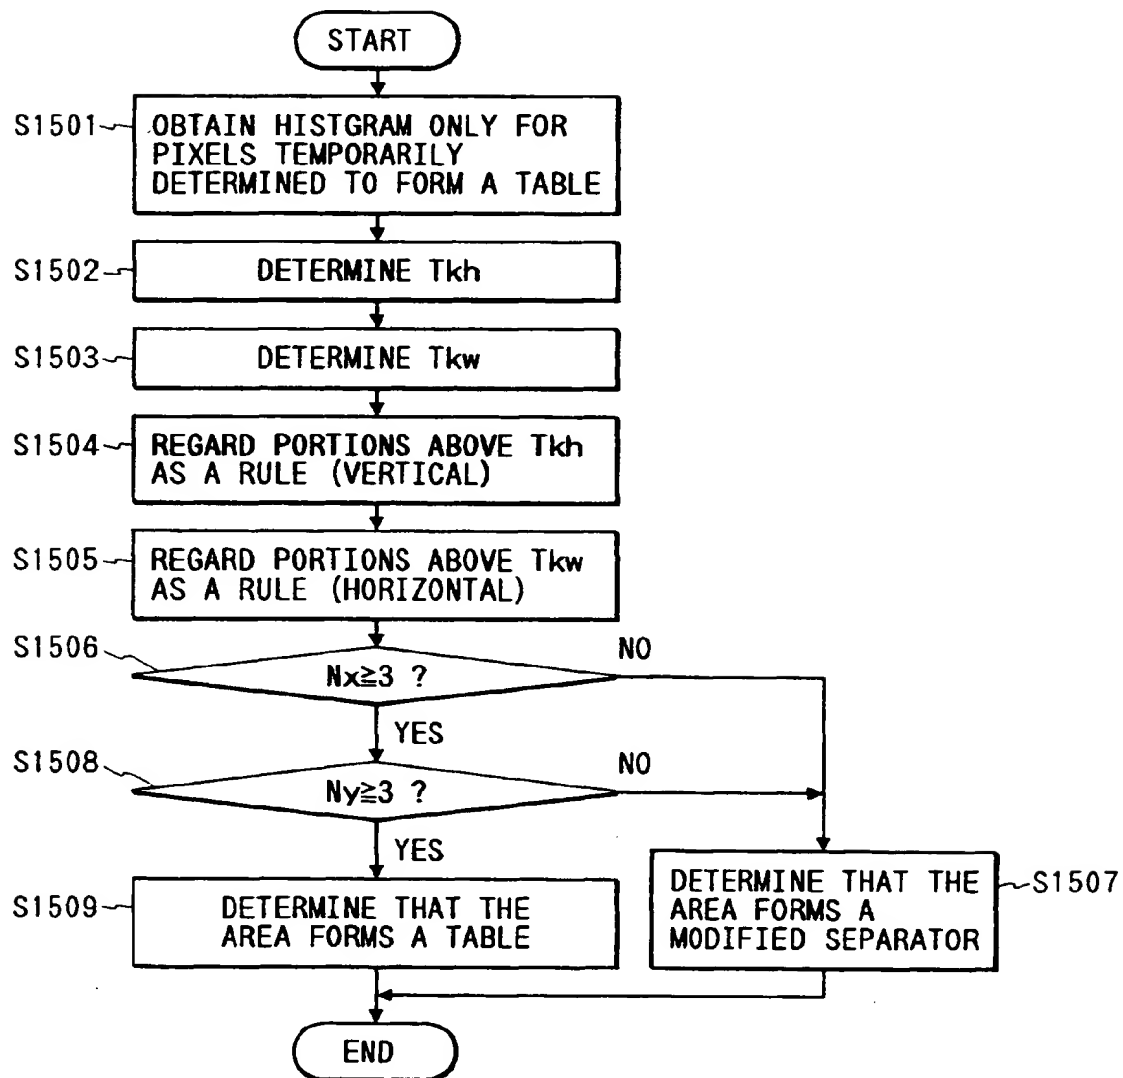 START
S1501
OBTAIN HISTGRAM ONLY FOR
PIXELS TEMPORARILY
DETERMINED TO FORM A TABLE
S1502
DETERMINE Tkh
S1503
DETERMINE Tkw
S1504
REGARD PORTIONS ABOVE Tkh
AS A RULE (VERTICAL)
S1505
REGARD PORTIONS ABOVE Tkw
AS A RULE (HORIZONTAL)
S1506
Nx≧3 ?
NO
YES
S1508
Ny≧3 ?
NO
YES
S1509
DETERMINE THAT THE
AREA FORMS A TABLE
DETERMINE THAT THE
AREA FORMS A
MODIFIED SEPARATOR
S1507
END